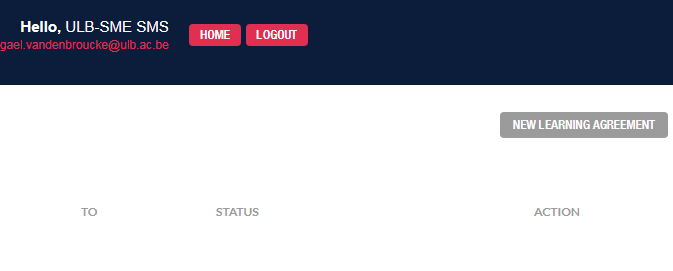 Hello, ULB-SME SMS
gael.vandenbroucke@ulb.ac.be
HOME
LOGOUT
NEW LEARNING AGREEMENT
TO
STATUS
ACTION